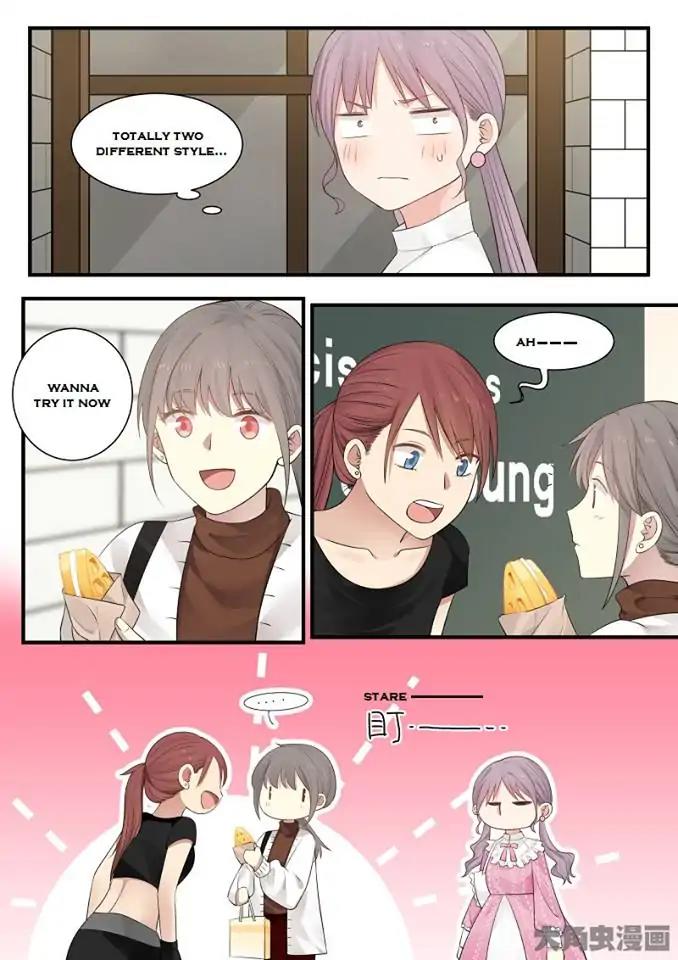 TOTALLY TWO
DIFFERENT STYLE...
WANNA
TRY IT NOW
AH---
cis
s
ung
....
STARE ————
盯·——··
大角虫漫画